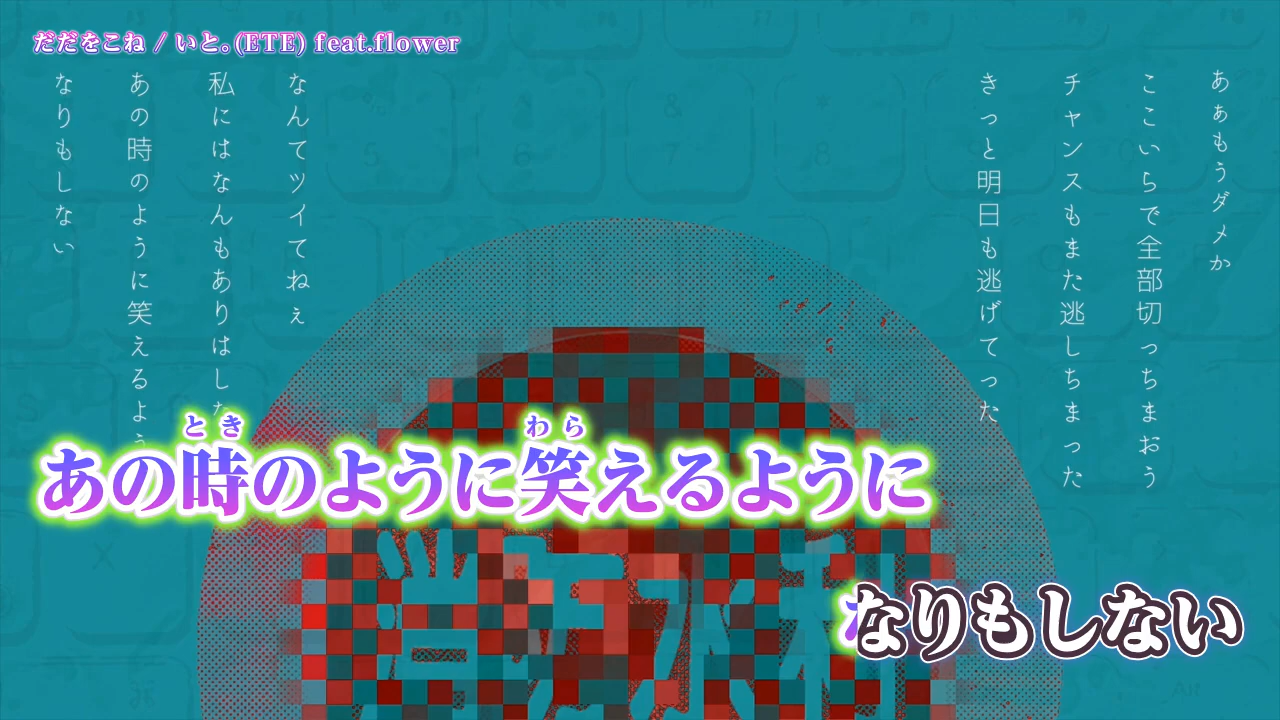 だだをこね / いと。(ETE) feat.flower
あぁもうダメか
ここいらで全部切っちまおう
チャンスもまた逃しちまった
きっと明日も逃げてった
なんてツイてねぇ
私にはなんもありはした
あの時のように笑えるよう
なりもしない
とき わら
あの時のように笑えるように
なりもしない